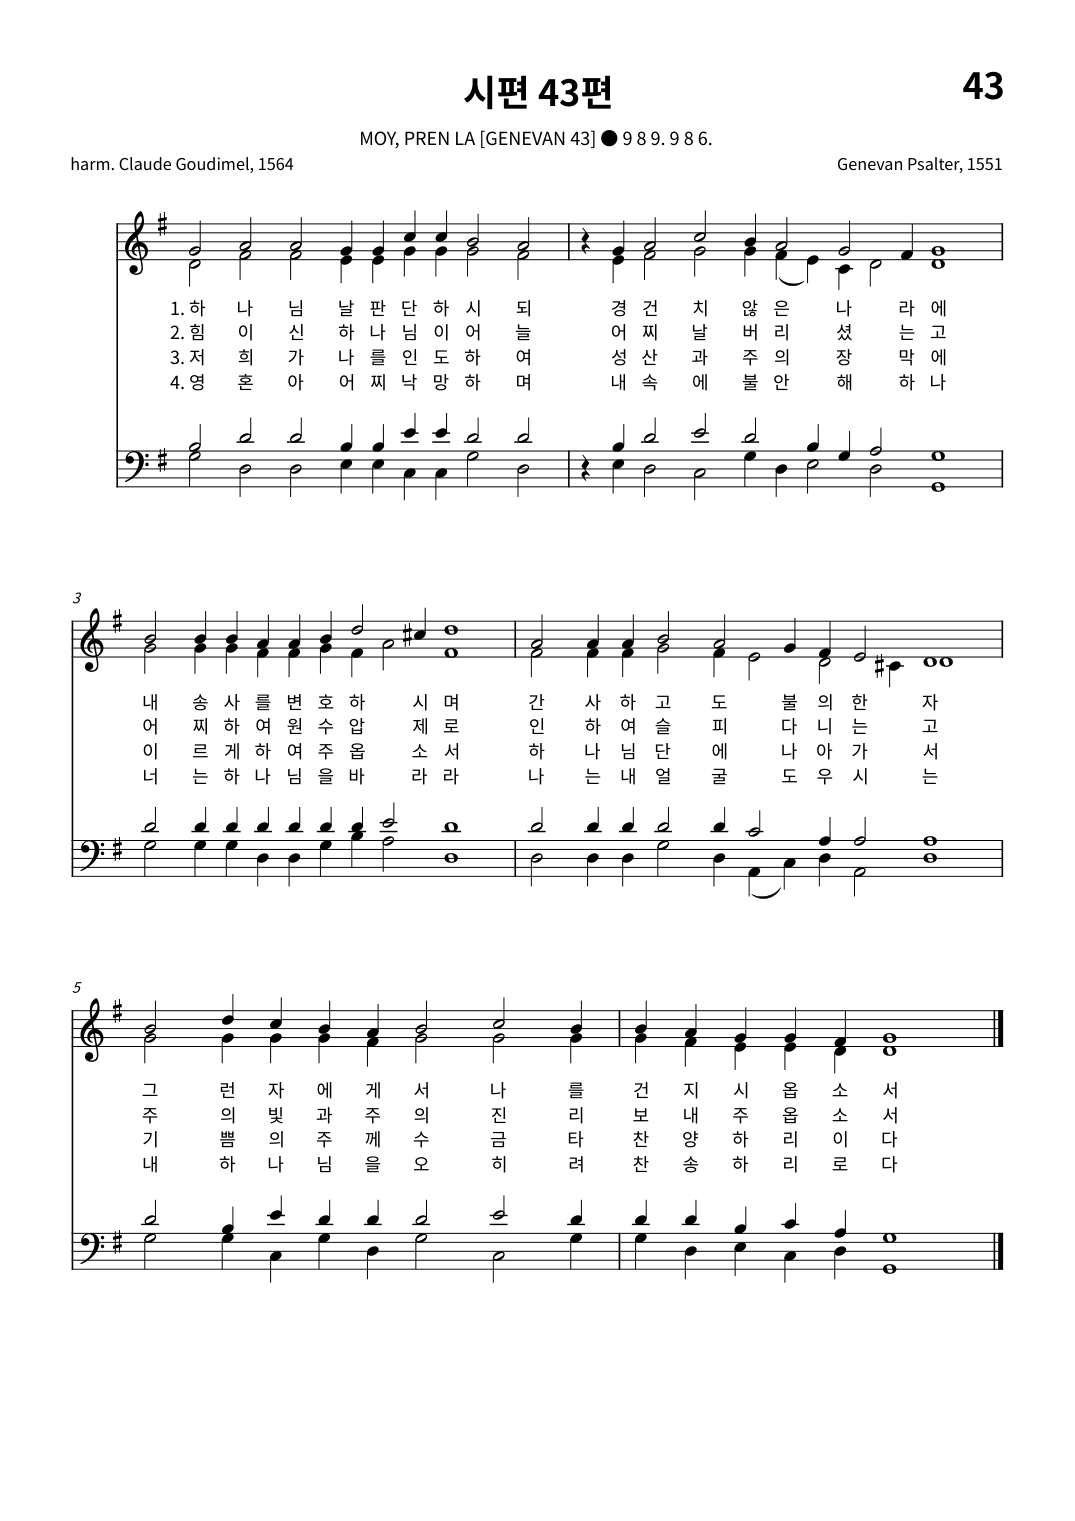 시편 43편
43
MOY, PREN LA [GENEVAN 43] ● 9 8 9. 9 8 6.
harm. Claude Goudimel, 1564
Genevan Psalter, 1551
1. 하 나 님 날 판 단 하 시 되 경 건 치 않 은 나 라 에
2. 힘 이 신 하 나 님 이 어 늘 어 찌 날 버 리 셨 는 고
3. 저 희 가 나 를 인 도 하 여 성 산 과 주 의 장 막 에
4. 영 혼 아 어 찌 낙 망 하 며 내 속 에 불 안 해 하 나
3
내 송 사 를 변 호 하 시 며 간 사 하 고 도 불 의 한 자
어 찌 하 여 원 수 압 제 로 인 하 여 슬 피 다 니 는 고
이 르 게 하 여 주 옵 소 서 하 나 님 단 에 나 아 가 서
너 는 하 나 님 을 바 라 라 나 는 내 얼 굴 도 우 시 는
5
그 런 자 에 게 서 나 를 건 지 시 옵 소 서
주 의 빛 과 주 의 진 리 보 내 주 옵 소 서
기 쁨 의 주 께 수 금 타 찬 양 하 리 이 다
내 하 나 님 을 오 히 려 찬 송 하 리 로 다